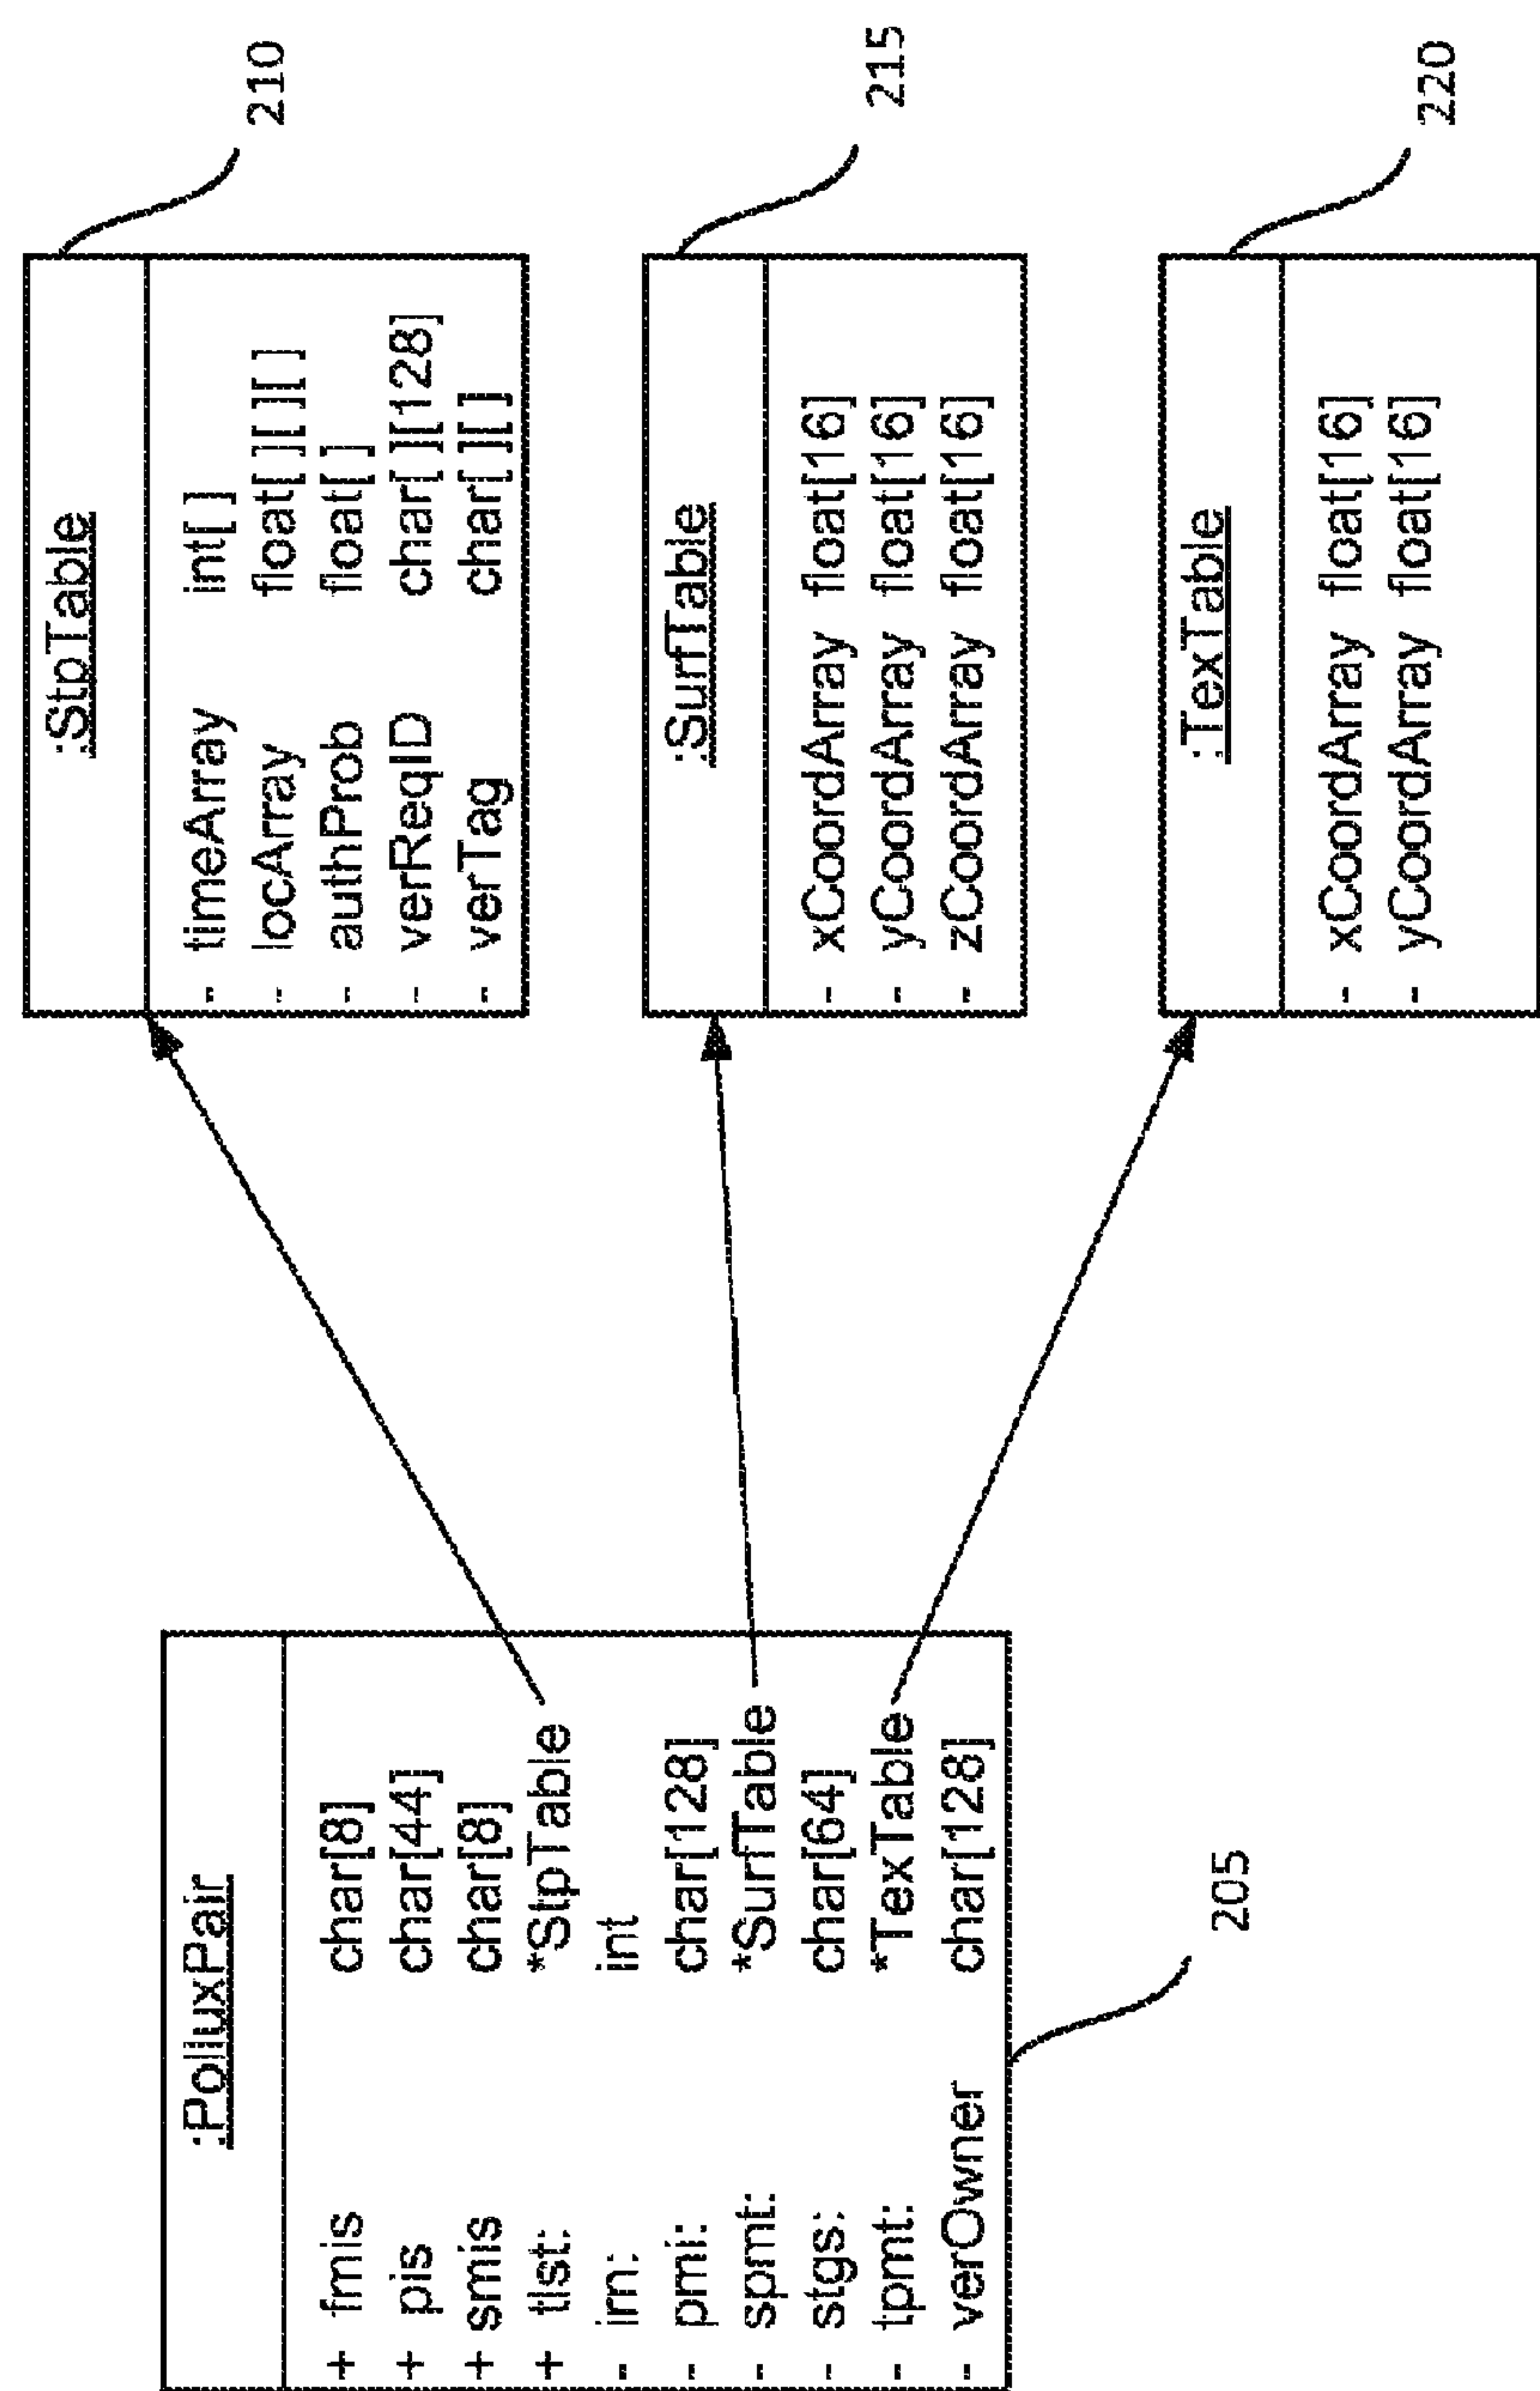 :PolluxPair
+ fmis char[8]
+ pis char[44]
+ smis char[8]
+ tlst: *StpTable
- irn: int
- pmi: char[128]
- spmt: *SurfTable
- stgs: char[64]
- tpmt: *TexTable
- verOwner char[128]
205
:StpTable
- timeArray int[ ]
- locArray float[ ][ ][ ]
- authProb float[ ]
- verReqID char[ ][128]
- verTag char[ ][ ]
210
:SurfTable
- xCoordArray float[16]
- yCoordArray float[16]
- zCoordArray float[16]
215
:TexTable
- xCoordArray float[16]
- yCoordArray float[16]
220